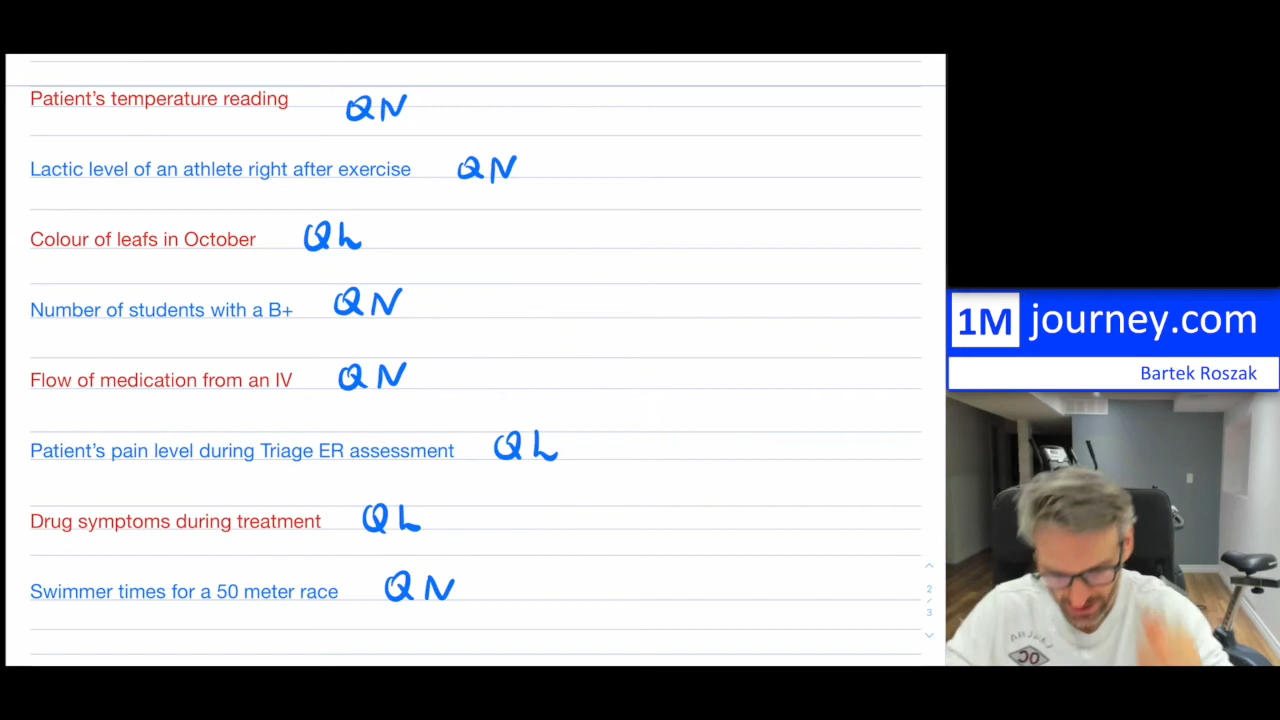 Patient's temperature reading QN
Lactic level of an athlete right after exercise QN
Colour of leafs in October QL
Number of students with a B+ QN
Flow of medication from an IV QN
Patient's pain level during Triage ER assessment QL
Drug symptoms during treatment QL
Swimmer times for a 50 meter race QN
2
/
3
1M journey.com
Bartek Roszak